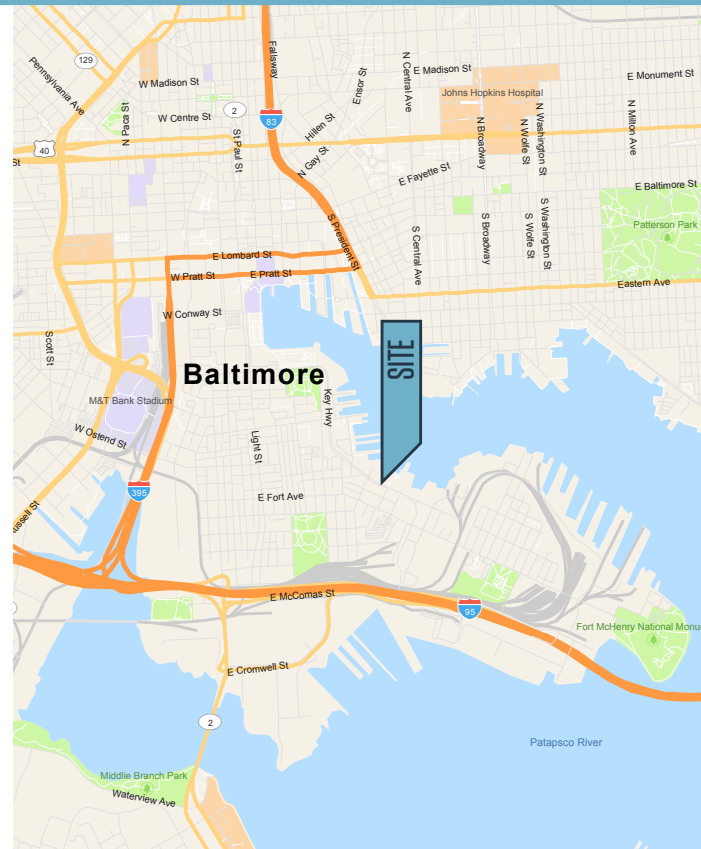 129
Pennsylvania Ave
W Madison St
N Paca St
W Centre St
2
St Paul St
Fallsway
83
Hillen St
Ensor St
N Gay St
N Central Ave
E Madison St
Johns Hopkins Hospital
E Monument St
N Broadway
N Wolfe St
N Washington St
N Milton Ave
40
St
E Fayette St
E Baltimore St
Patterson Park
S President St
S Central Ave
S Broadway
S Wolfe St
S Washington St
E Lombard St
W Pratt St
E Pratt St
Eastern Ave
W Conway St
Scott St
SITE
Baltimore
M&T Bank Stadium
Key Hwy
Light St
W Ostend St
395
E Fort Ave
ussell St
E McComas St
95
Fort McHenry National Monu
E Cromwell St
2
Patapsco River
Middlie Branch Park
Waterview Ave